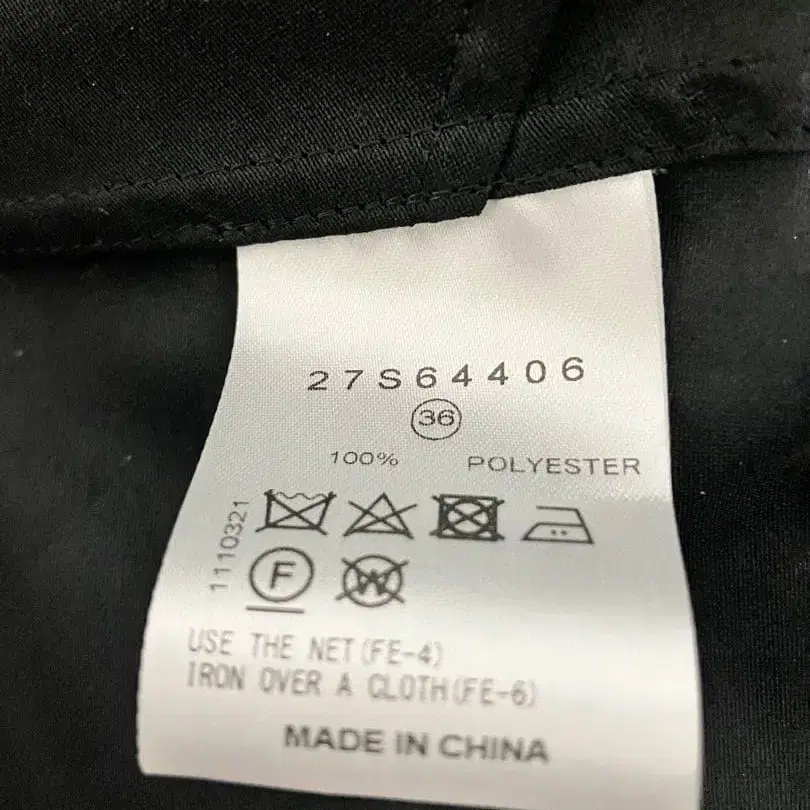 27S64406
36
100% POLYESTER
1110321
F
W
USE THE NET(FE-4)
IRON OVER A CLOTH(FE-6)
MADE IN CHINA